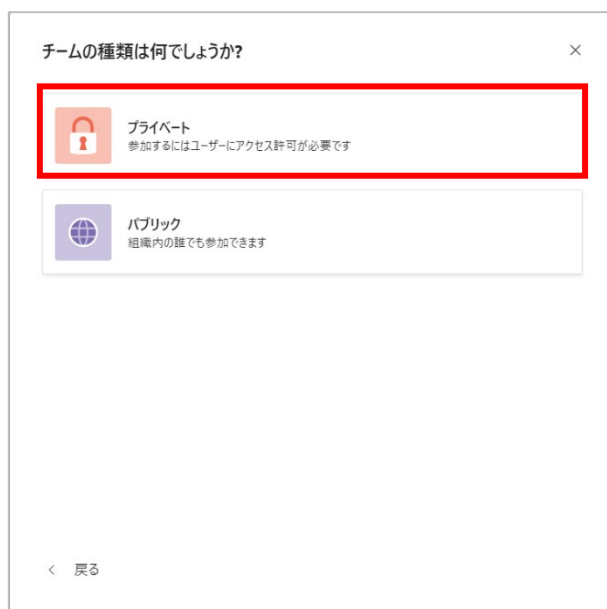 チームの種類は何でしょうか?
プライベート
参加するにはユーザーにアクセス許可が必要です
パブリック
組織内の誰でも参加できます
戻る